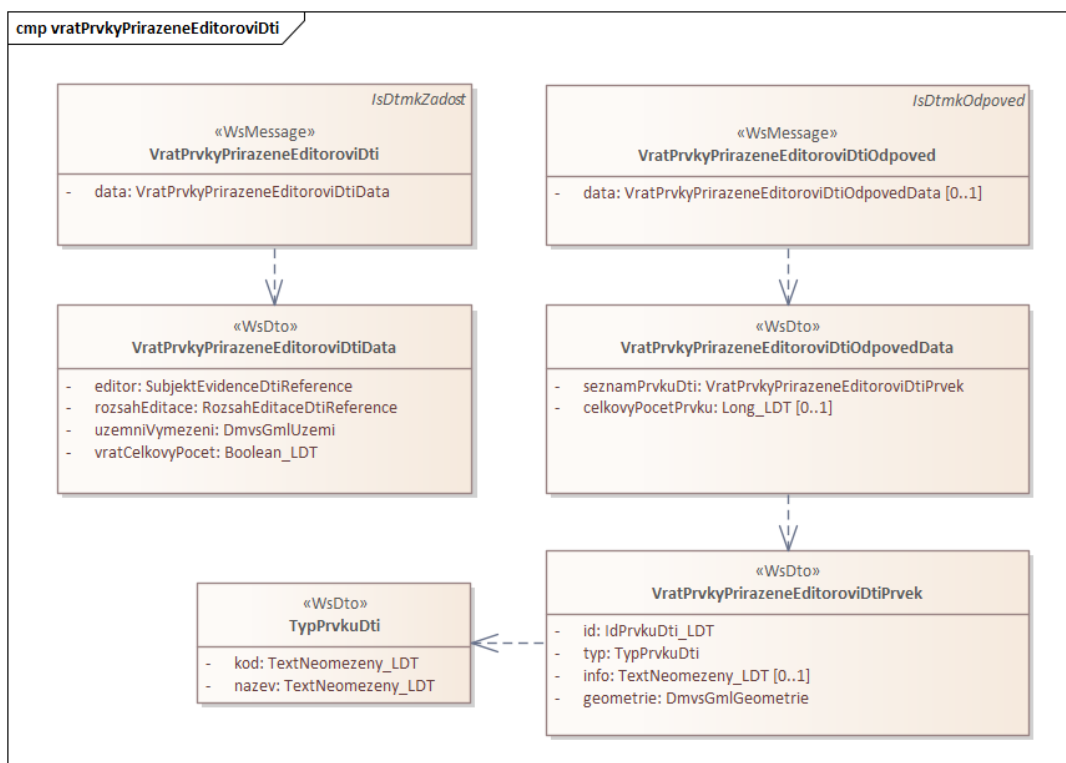 cmp vratPrvkyPrirazeneEditoroviDti
IsDtmkZadost
«WsMessage»
VratPrvkyPrirazeneEditoroviDti
- data: VratPrvkyPrirazeneEditoroviDtiData
IsDtmkOdpoved
«WsMessage»
VratPrvkyPrirazeneEditoroviDtiOdpoved
- data: VratPrvkyPrirazeneEditoroviDtiOdpovedData [0..1]
«WsDto»
VratPrvkyPrirazeneEditoroviDtiData
- editor: SubjektEvidenceDtiReference
- rozsahEditace: RozsahEditaceDtiReference
- uzemniVymezeni: DmvsGmlUzemi
- vratCelkovyPocet: Boolean_LDT
«WsDto»
VratPrvkyPrirazeneEditoroviDtiOdpovedData
- seznamPrvkuDti: VratPrvkyPrirazeneEditoroviDtiPrvek
- celkovyPocetPrvku: Long_LDT [0..1]
«WsDto»
TypPrvkuDti
- kod: TextNeomezeny_LDT
- nazev: TextNeomezeny_LDT
«WsDto»
VratPrvkyPrirazeneEditoroviDtiPrvek
- id: IdPrvkuDti_LDT
- typ: TypPrvkuDti
- info: TextNeomezeny_LDT [0..1]
- geometrie: DmvsGmlGeometrie